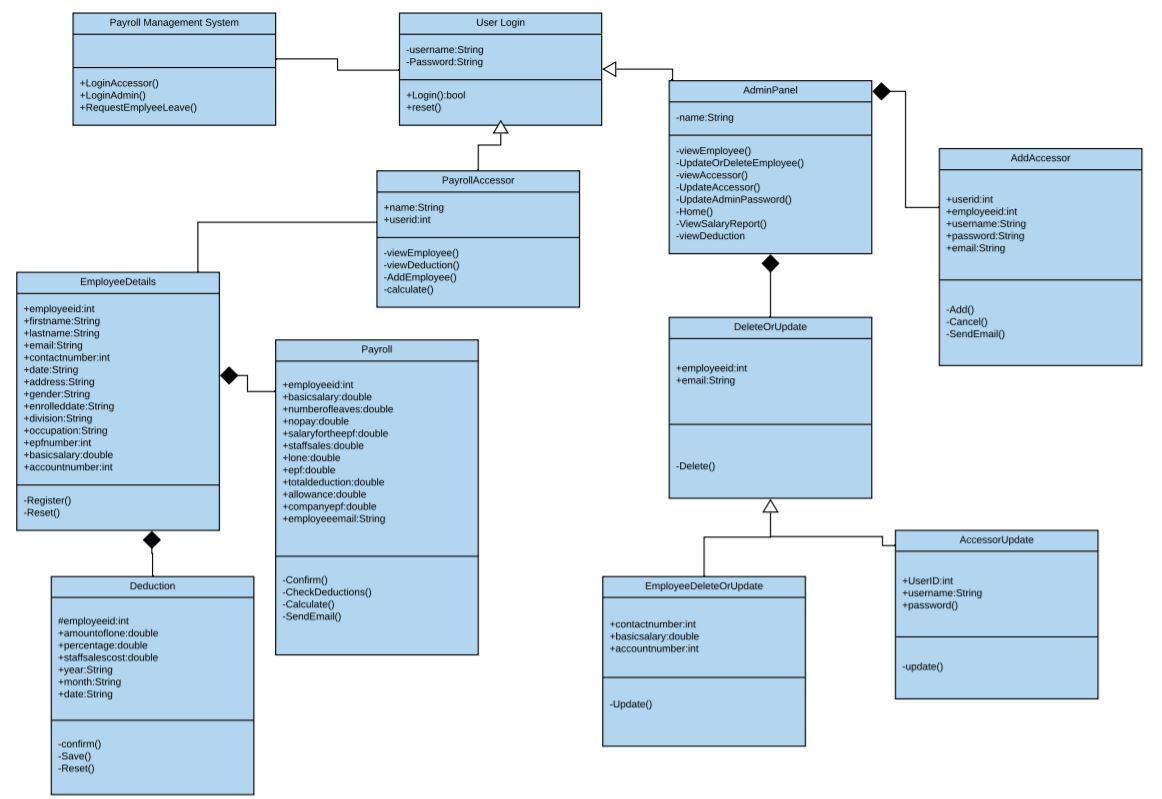 Payroll Management System
+LoginAccessor()
+LoginAdmin()
+RequestEmplyeeLeave()
User Login
-username:String
-Password:String
+Login():bool
+reset()
AdminPanel
-name:String
-viewEmployee()
-UpdateOrDeleteEmployee()
-viewAccessor()
-UpdateAccessor()
-UpdateAdminPassword()
-Home()
-ViewSalaryReport()
-viewDeduction
AddAccessor
+userid:int
+employeeid:int
+username:String
+password:String
+email:String
-Add()
-Cancel()
-SendEmail()
PayrollAccessor
+name:String
+userid:int
-viewEmployee()
-viewDeduction()
-AddEmployee()
-calculate()
EmployeeDetails
+employeeid:int
+firstname:String
+lastname:String
+email:String
+contactnumber:int
+date:String
+address:String
+gender:String
+enrolleddate:String
+division:String
+occupation:String
+epfnumber:int
+basicsalary:double
+accountnumber:int
-Register()
-Reset()
Payroll
+employeeid:int
+basicsalary:double
+numberofleaves:double
+nopay:double
+salaryfortheepf:double
+staffsales:double
+lone:double
+epf:double
+totaldeduction:double
+allowance:double
+companyepf:double
+employeeemail:String
-Confirm()
-CheckDeductions()
-Calculate()
-SendEmail()
DeleteOrUpdate
+employeeid:int
+email:String
-Delete()
Deduction
#employeeid:int
+amountoflone:double
+percentage:double
+staffsalescost:double
+year:String
+month:String
+date:String
-confirm()
-Save()
-Reset()
EmployeeDeleteOrUpdate
+contactnumber:int
+basicsalary:double
+accountnumber:int
-Update()
AccessorUpdate
+UserID:int
+username:String
+password()
-update()